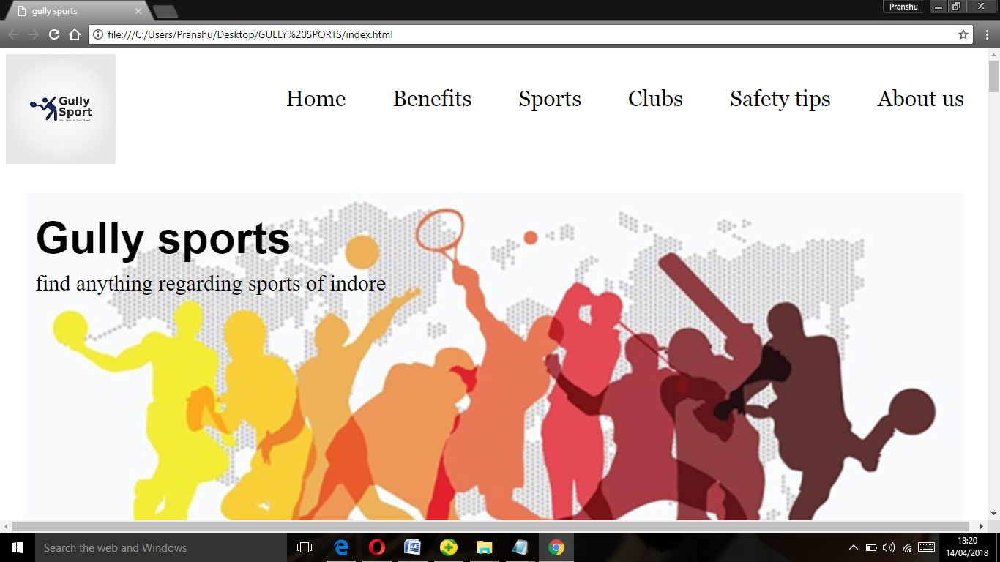 gully sports
Pranshu
file:///C:/Users/Pranshu/Desktop/GULLY%20SPORTS/index.html
Gully
Sport
Home Benefits Sports Clubs Safety tips About us
Gully sports
find anything regarding sports of indore
Search the web and Windows
18:20
14/04/2018